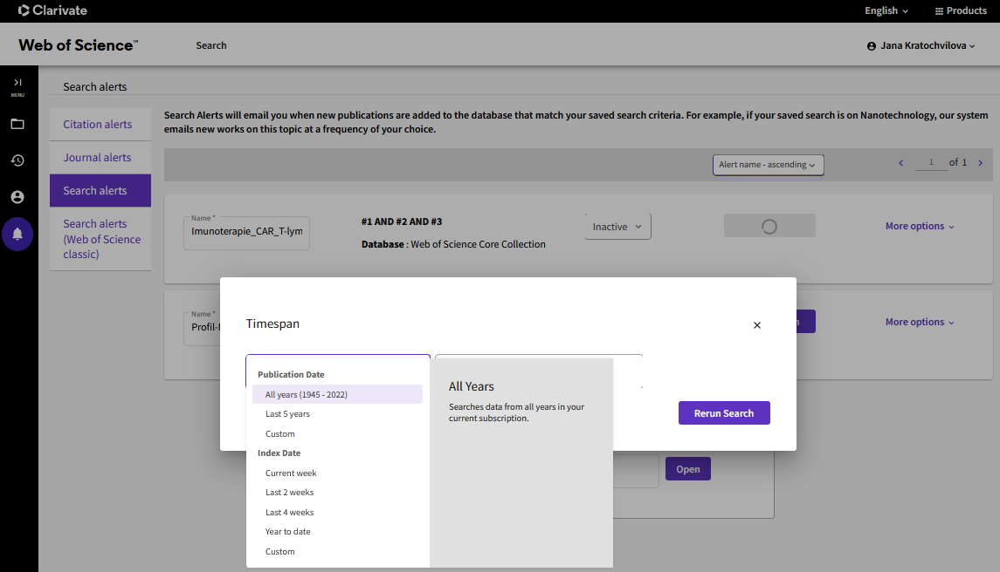 Clarivate
English
Products
Web of Science™
Search
Jana Kratochvilova
MENU
Search alerts
Citation alerts
Journal alerts
Search alerts
Search alerts
(Web of Science
classic)
Search Alerts will email you when new publications are added to the database that match your saved search criteria. For example, if your saved search is on Nanotechnology, our system
emails new works on this topic at a frequency of your choice.
Alert name - ascending
1 of 1
Name *
Imunoterapie_CAR_T-lym
#1 AND #2 AND #3
Database : Web of Science Core Collection
Inactive
More options
Name *
Profil-
More options
Timespan
×
Publication Date
All years (1945 - 2022)
Last 5 years
Custom
Index Date
Current week
Last 2 weeks
Last 4 weeks
Year to date
Custom
All Years
Searches data from all years in your
current subscription.
Rerun Search
Open